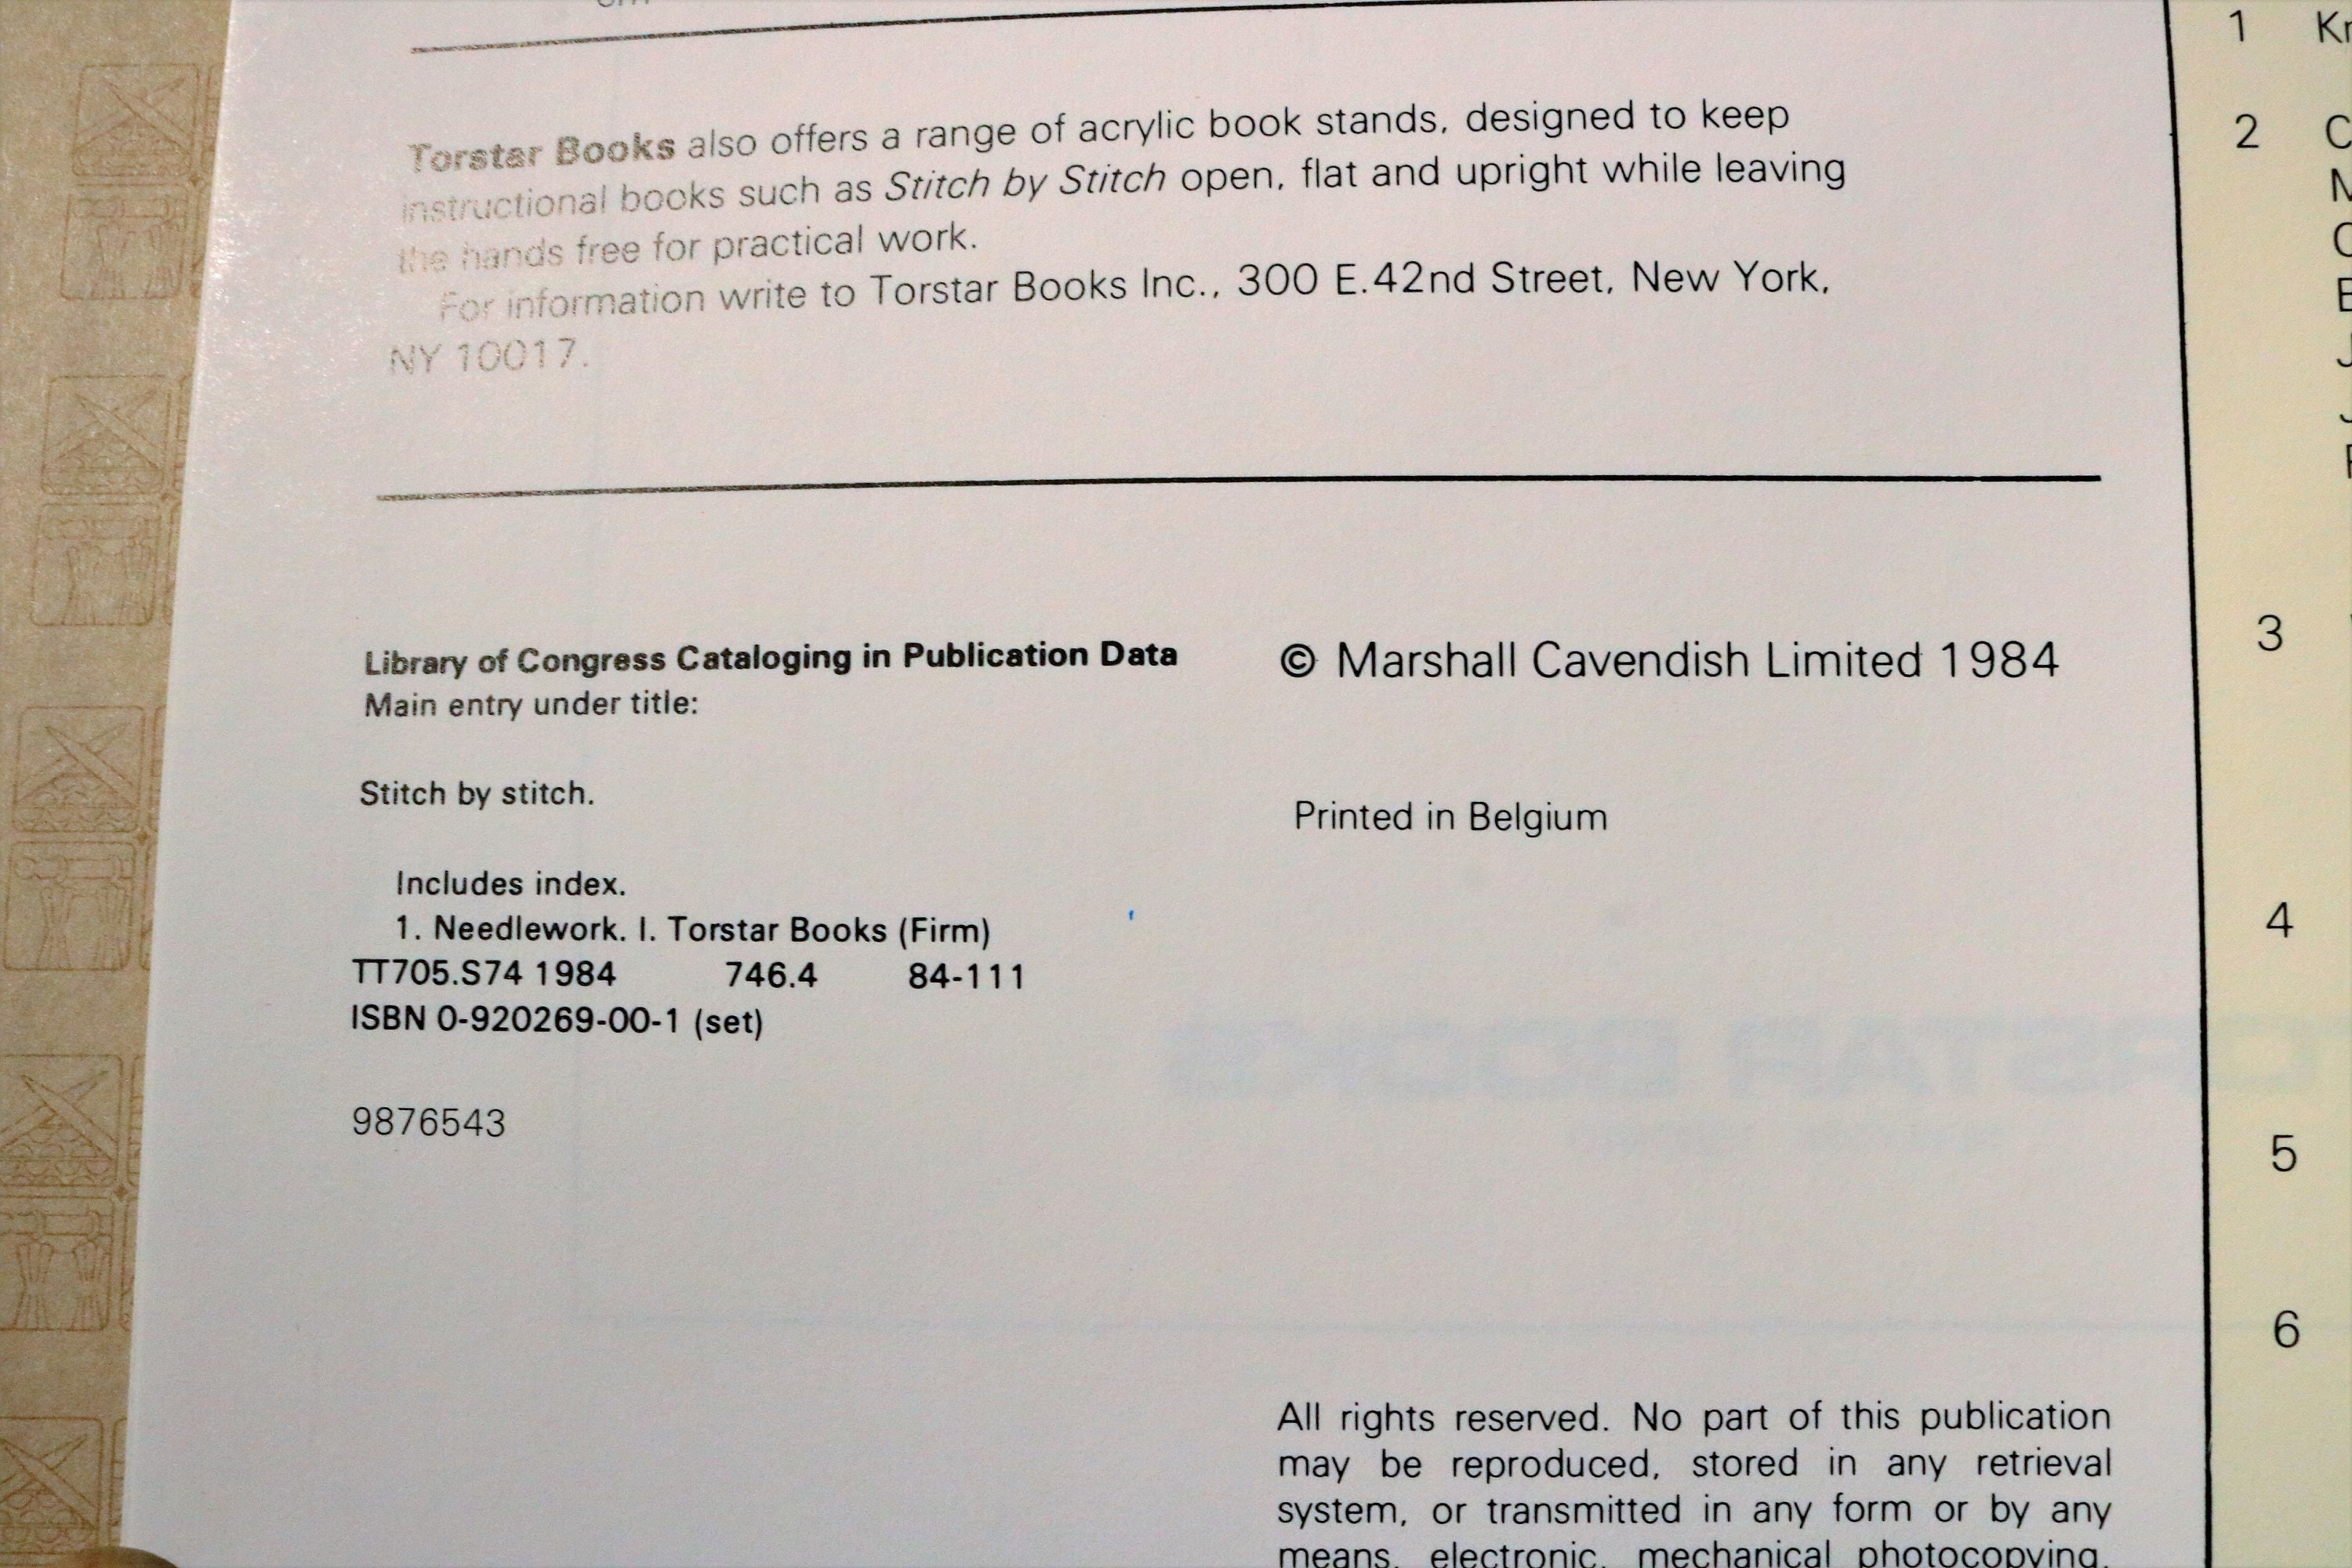 Torstar Books also offers a range of acrylic book stands, designed to keep
instructional books such as Stitch by Stitch open, flat and upright while leaving
the hands free for practical work.
For information write to Torstar Books Inc., 300 E.42nd Street, New York,
NY 10017.
Library of Congress Cataloging in Publication Data
Main entry under title:
Stitch by stitch.
Includes index.
1. Needlework. I. Torstar Books (Firm)
TT705.S74 1984 746.4 84-111
ISBN 0-920269-00-1 (set)
9876543
© Marshall Cavendish Limited 1984
Printed in Belgium
All rights reserved. No part of this publication
may be reproduced, stored in any retrieval
system, or transmitted in any form or by any
means, electronic, mechanical, photocopying,
1
2
3
4
5
6